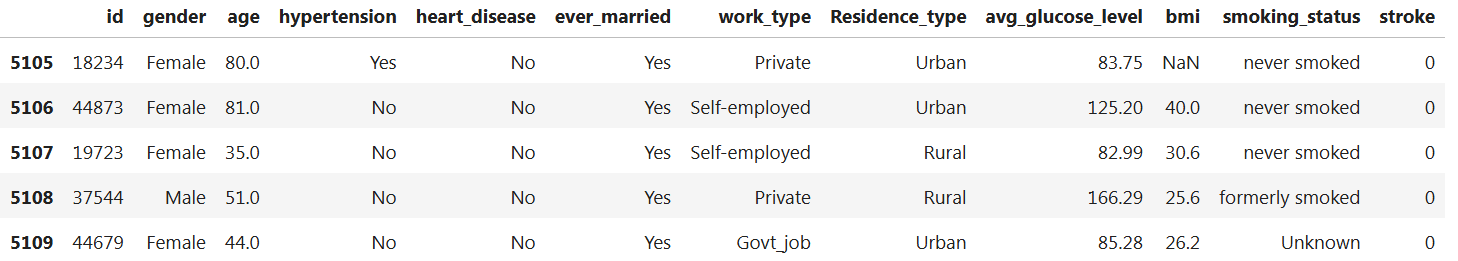 id gender age hypertension heart_disease ever_married work_type Residence_type avg_glucose_level bmi smoking_status stroke
5105 18234 Female 80.0 Yes No Yes Private Urban 83.75 NaN never smoked 0
5106 44873 Female 81.0 No No Yes Self-employed Urban 125.20 40.0 never smoked 0
5107 19723 Female 35.0 No No Yes Self-employed Rural 82.99 30.6 never smoked 0
5108 37544 Male 51.0 No No Yes Private Rural 166.29 25.6 formerly smoked 0
5109 44679 Female 44.0 No No Yes Govt_job Urban 85.28 26.2 Unknown 0